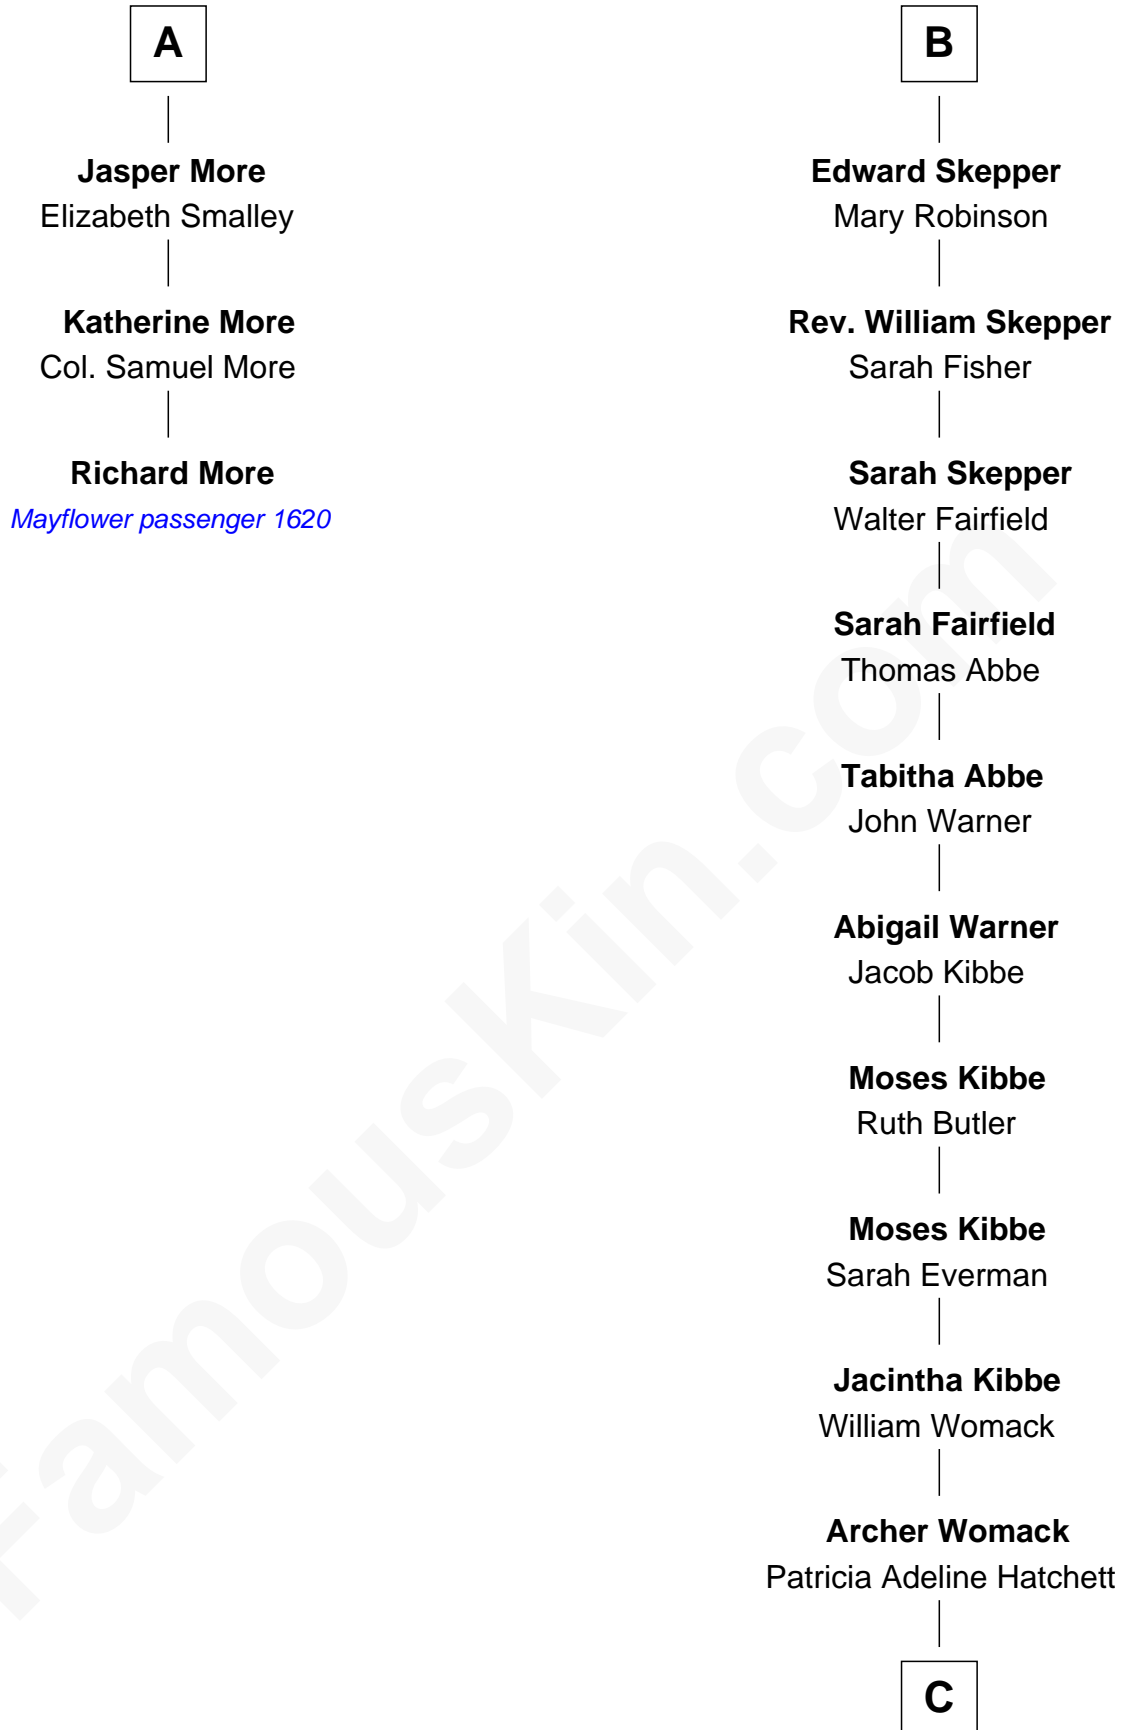 A
Jasper More
Elizabeth Smalley
Katherine More
Col. Samuel More
Richard More
Mayflower passenger 1620
B
Edward Skepper
Mary Robinson
Rev. William Skepper
Sarah Fisher
Sarah Skepper
Walter Fairfield
Sarah Fairfield
Thomas Abbe
Tabitha Abbe
John Warner
Abigail Warner
Jacob Kibbe
Moses Kibbe
Ruth Butler
Moses Kibbe
Sarah Everman
Jacintha Kibbe
William Womack
Archer Womack
Patricia Adeline Hatchett
C
FamousKin.com